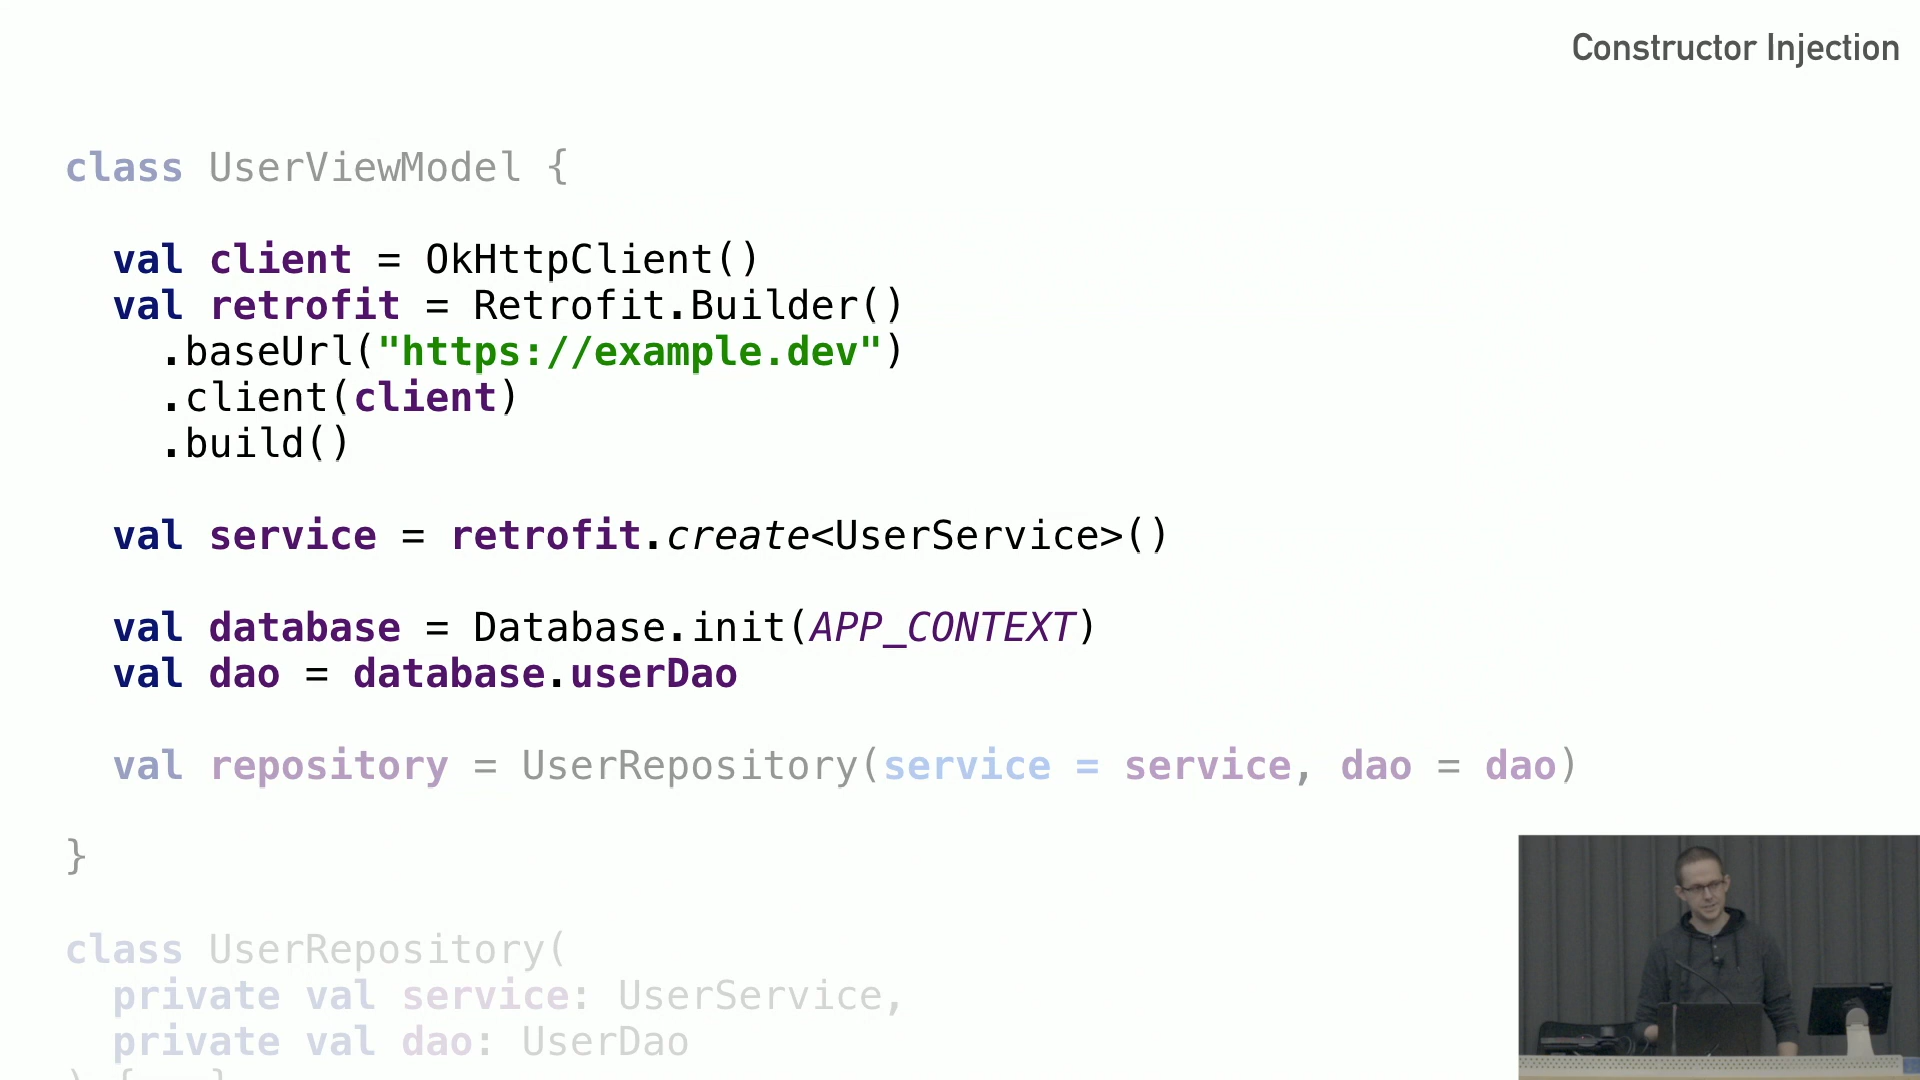 Constructor Injection
class UserViewModel {
val client = OkHttpClient()
val retrofit = Retrofit.Builder()
.baseUrl("https://example.dev")
.client(client)
.build()
val service = retrofit.create<UserService>()
val database = Database.init(APP_CONTEXT)
val dao = database.userDao
val repository = UserRepository(service = service, dao = dao)
}
class UserRepository(
private val service: UserService,
private val dao: UserDao